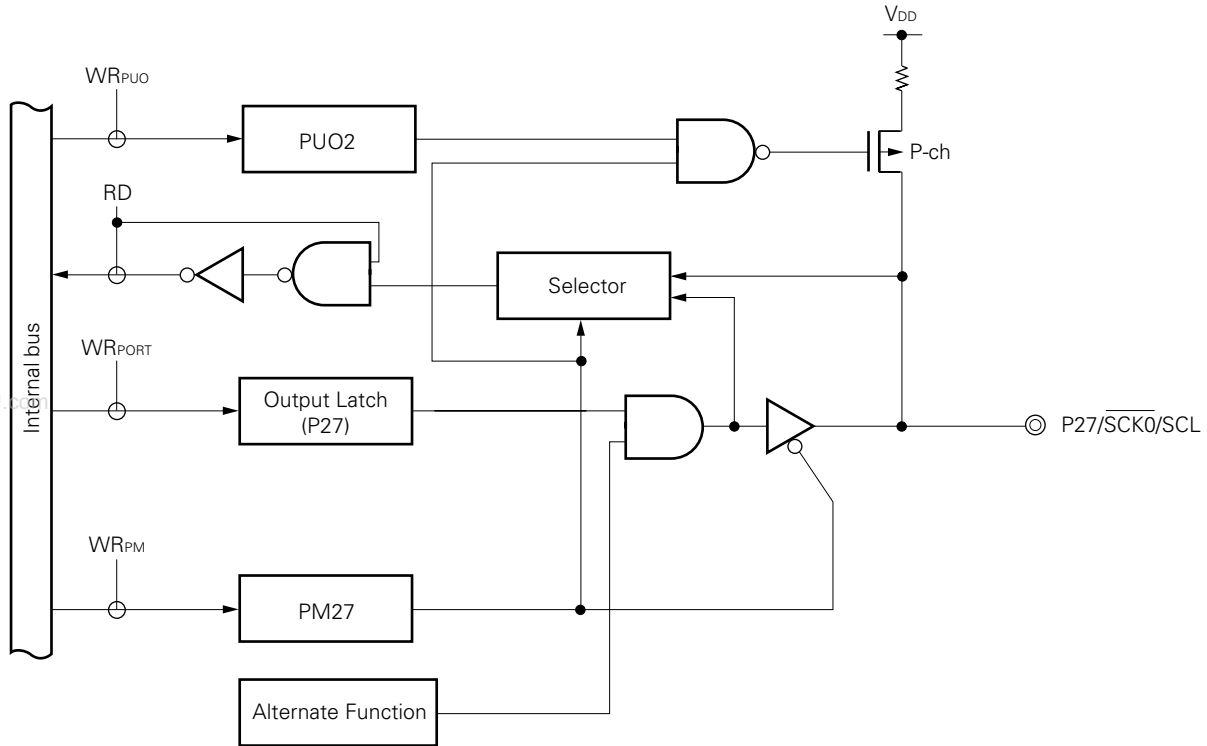 VDD
WRPUO
PUO2
P-ch
RD
Selector
Internal bus
WRPORT
Output Latch
(P27)
P27/SCK0/SCL
.com
WRPM
PM27
Alternate Function